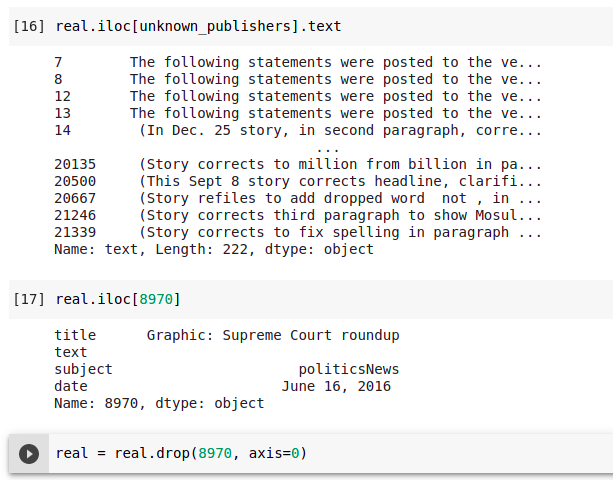 [16] real.iloc[unknown_publishers].text
7 The following statements were posted to the ve...
8 The following statements were posted to the ve...
12 The following statements were posted to the ve...
13 The following statements were posted to the ve...
14 (In Dec. 25 story, in second paragraph, corre...
...
20135 (Story corrects to million from billion in pa...
20500 (This Sept 8 story corrects headline, clarifi...
20667 (Story refiles to add dropped word  not , in ...
21246 (Story corrects third paragraph to show Mosul...
21339 (Story corrects to fix spelling in paragraph ...
Name: text, Length: 222, dtype: object
[17] real.iloc[8970]
title Graphic: Supreme Court roundup
text
subject politicsNews
date June 16, 2016
Name: 8970, dtype: object
real = real.drop(8970, axis=0)